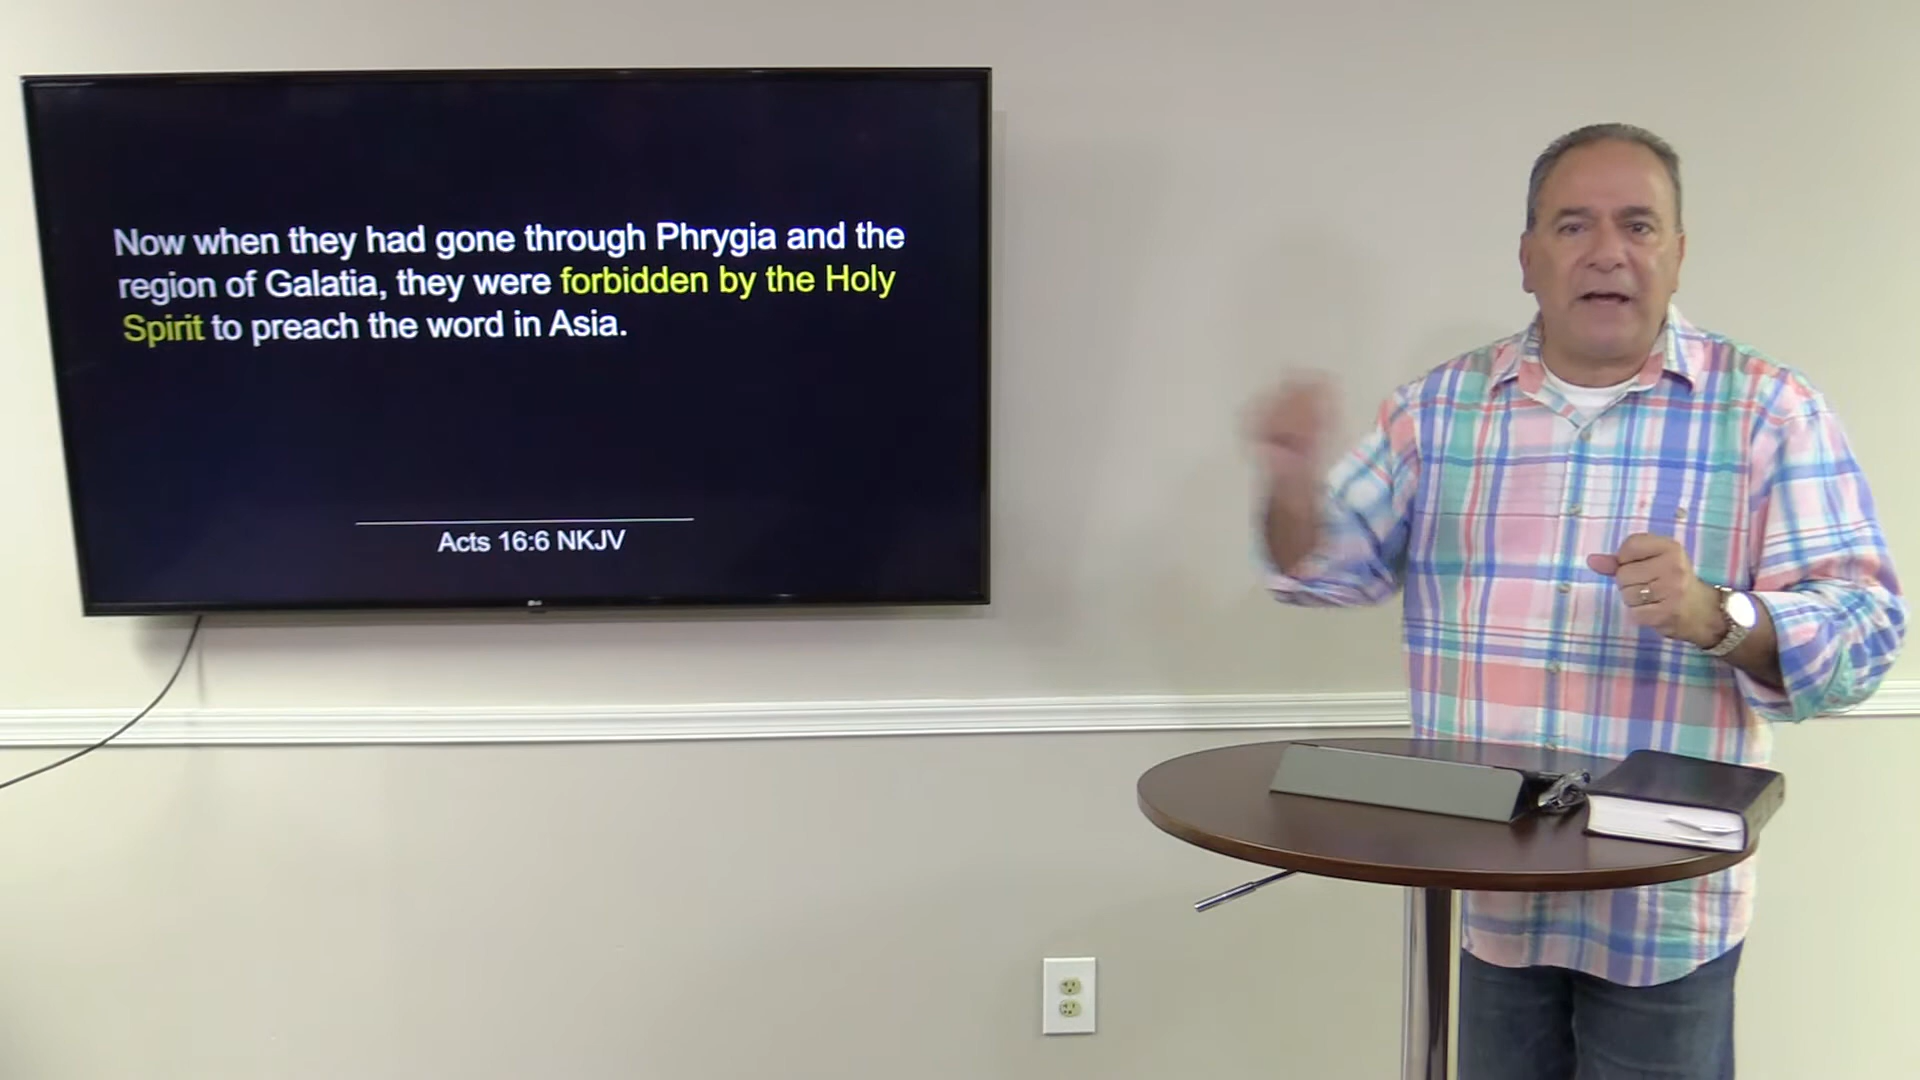 Now when they had gone through Phrygia and the
region of Galatia, they were forbidden by the Holy
Spirit to preach the word in Asia.
Acts 16:6 NKJV